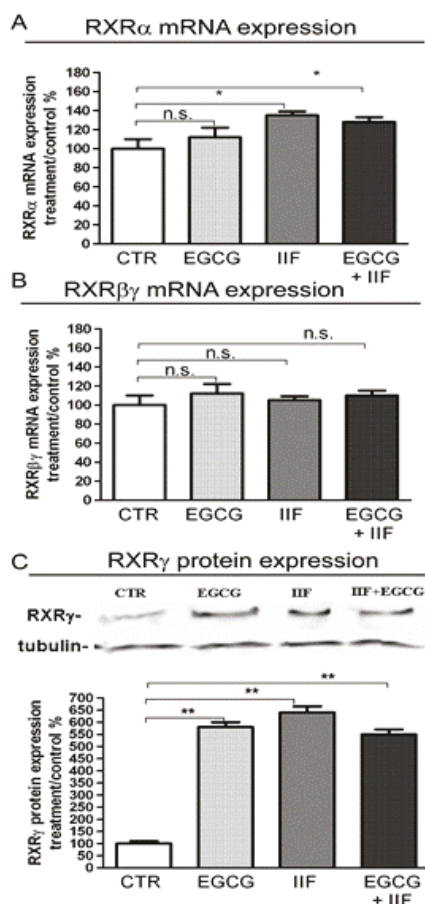 A
RXRα mRNA expression
RXRα mRNA expression
treatment/control %
180
160
140
120
100
80
60
40
20
0
n.s.
*
*
CTR
EGCG
IIF
EGCG
+ IIF
B
RXRβγ mRNA expression
RXRβγ mRNA expression
treatment/control %
180
160
140
120
100
80
60
40
20
0
n.s.
n.s.
n.s.
CTR
EGCG
IIF
EGCG
+ IIF
C
RXRγ protein expression
CTR
EGCG
IIF
IIF+EGCG
RXRγ-
tubulin-
RXRγ protein expression
treatment/control %
700
650
600
550
500
450
400
350
300
250
200
150
100
50
0
**
**
**
CTR
EGCG
IIF
EGCG
+ IIF